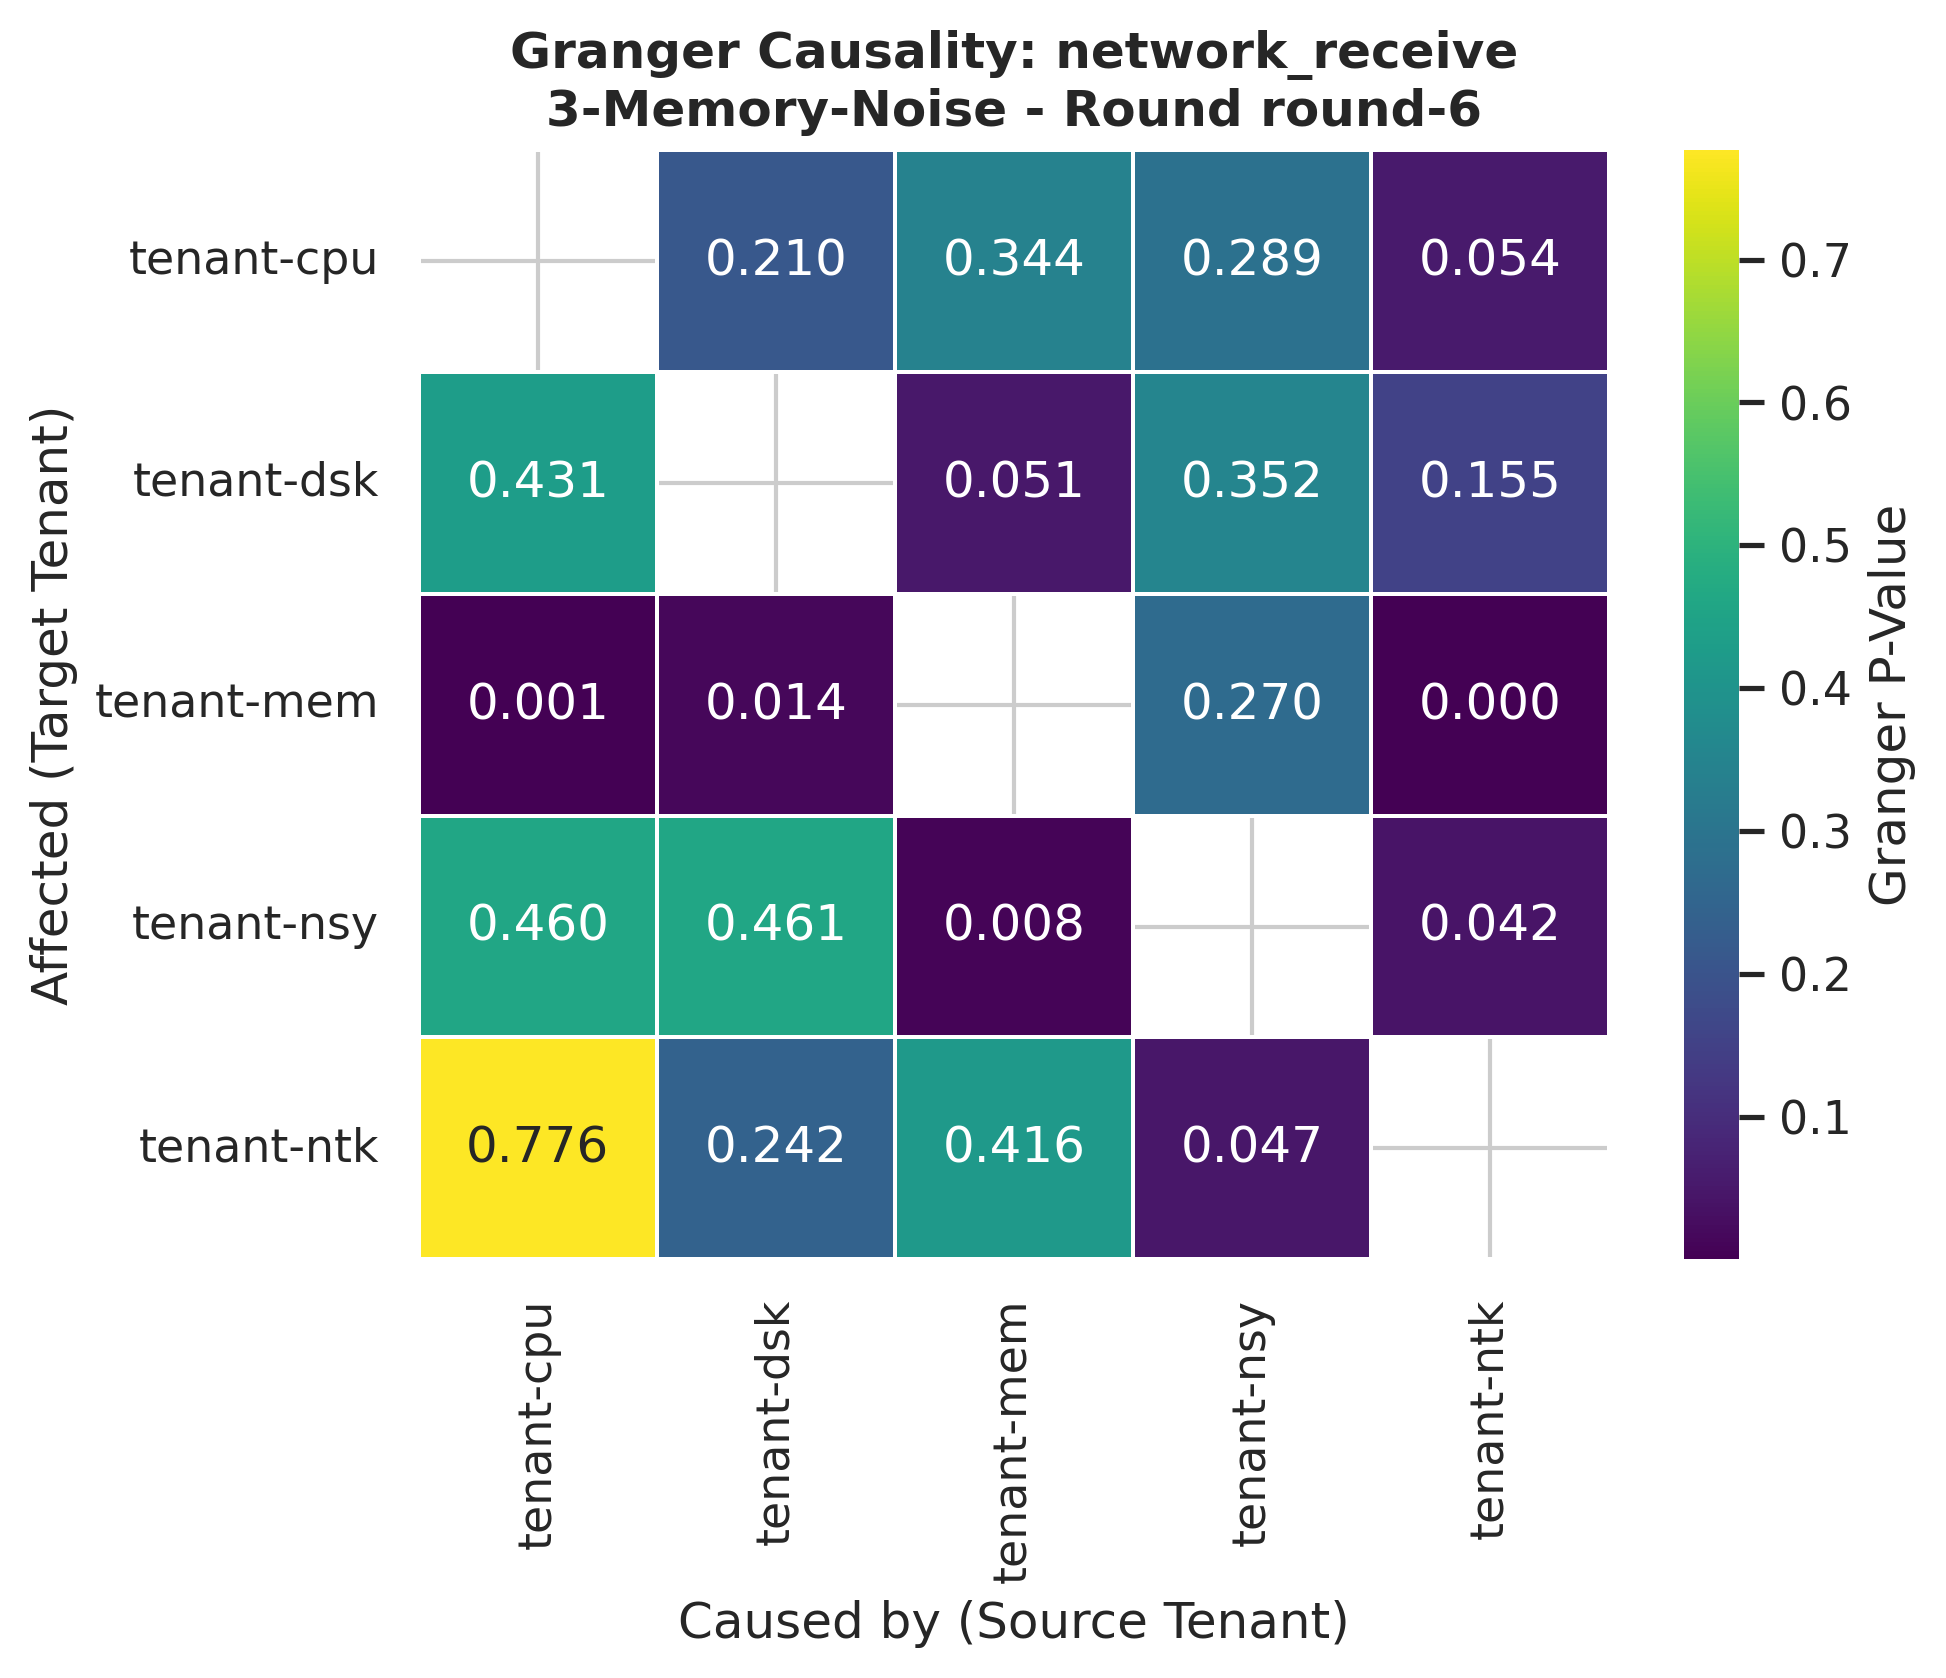 Granger Causality: network_receive
3-Memory-Noise - Round round-6
Affected (Target Tenant)
tenant-cpu 0.210 0.344 0.289 0.054
tenant-dsk 0.431 0.051 0.352 0.155
tenant-mem 0.001 0.014 0.270 0.000
tenant-nsy 0.460 0.461 0.008 0.042
tenant-ntk 0.776 0.242 0.416 0.047
tenant-cpu
tenant-dsk
tenant-mem
tenant-nsy
tenant-ntk
Caused by (Source Tenant)
0.7
0.6
0.5
0.4
0.3
0.2
0.1
Granger P-Value